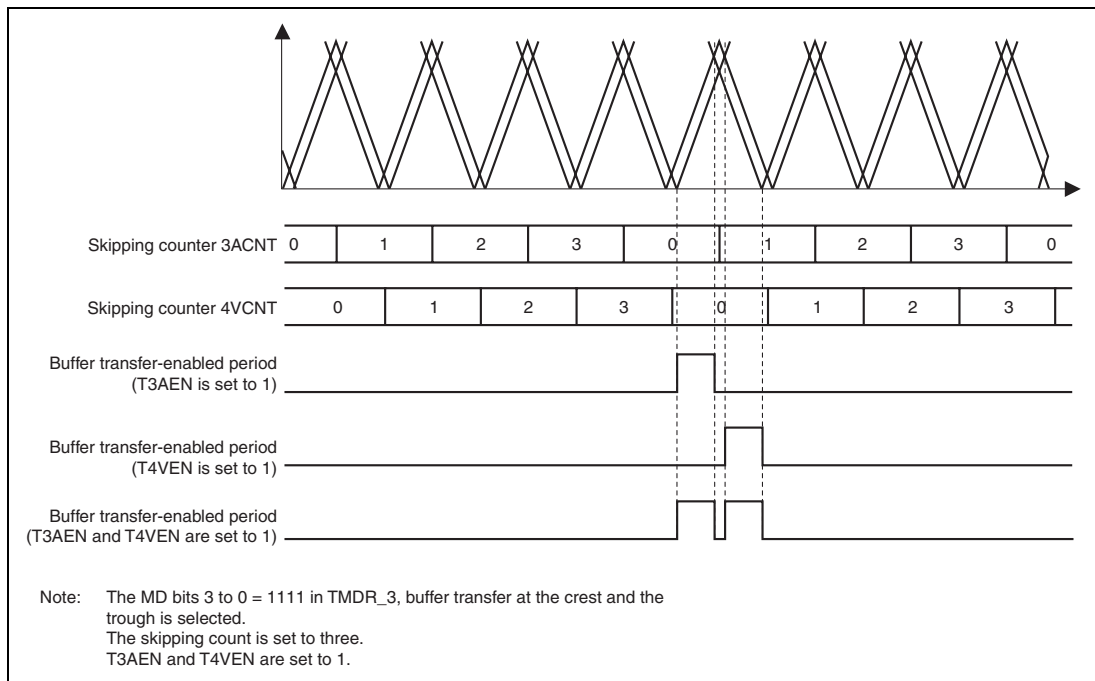 Skipping counter 3ACNT 0 1 2 3 0 1 2 3 0
Skipping counter 4VCNT 0 1 2 3 0 1 2 3
Buffer transfer-enabled period
(T3AEN is set to 1)
Buffer transfer-enabled period
(T4VEN is set to 1)
Buffer transfer-enabled period
(T3AEN and T4VEN are set to 1)
Note: The MD bits 3 to 0 = 1111 in TMDR_3, buffer transfer at the crest and the
trough is selected.
The skipping count is set to three.
T3AEN and T4VEN are set to 1.